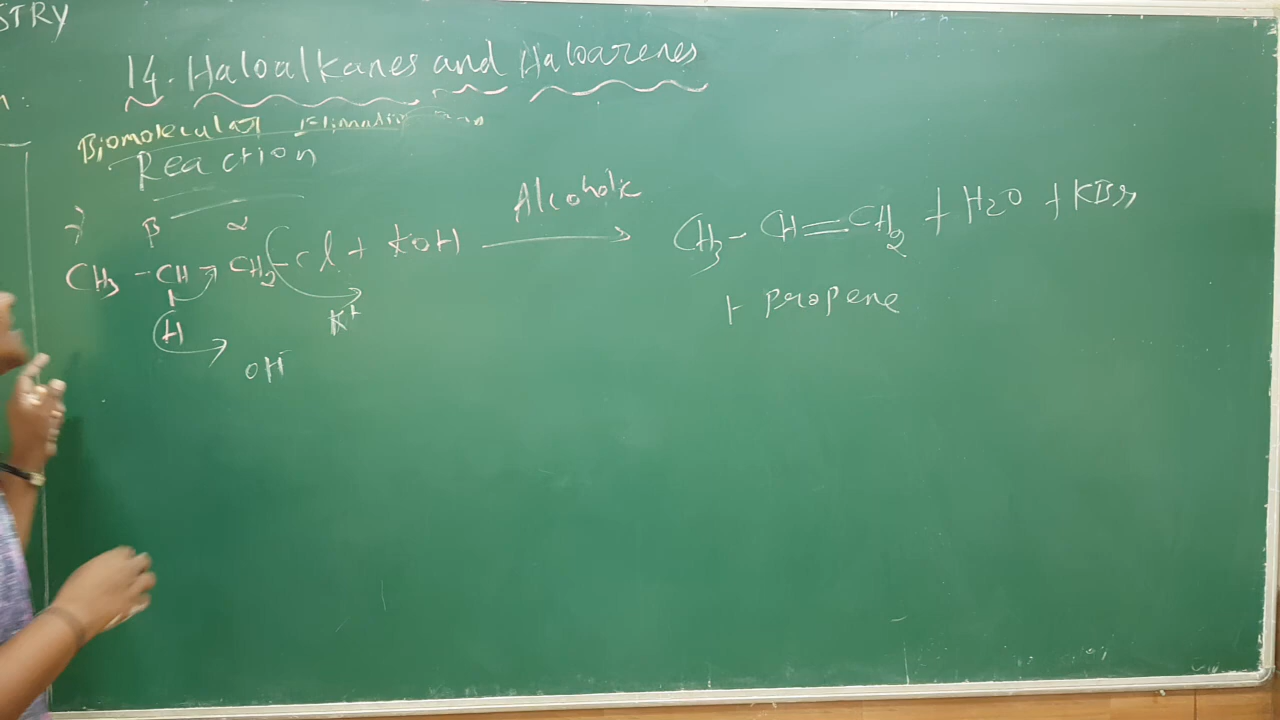 STRY
14. Haloalkanes and Haloarenes
n:
Bimolecular Elimination
Reaction
γ β α
Alcoholic
CH3 - CH → CH2 - Cl + KOH ⟶ CH3 - CH = CH2 + H2O + KBr
H
K+
OH-
+ Propene